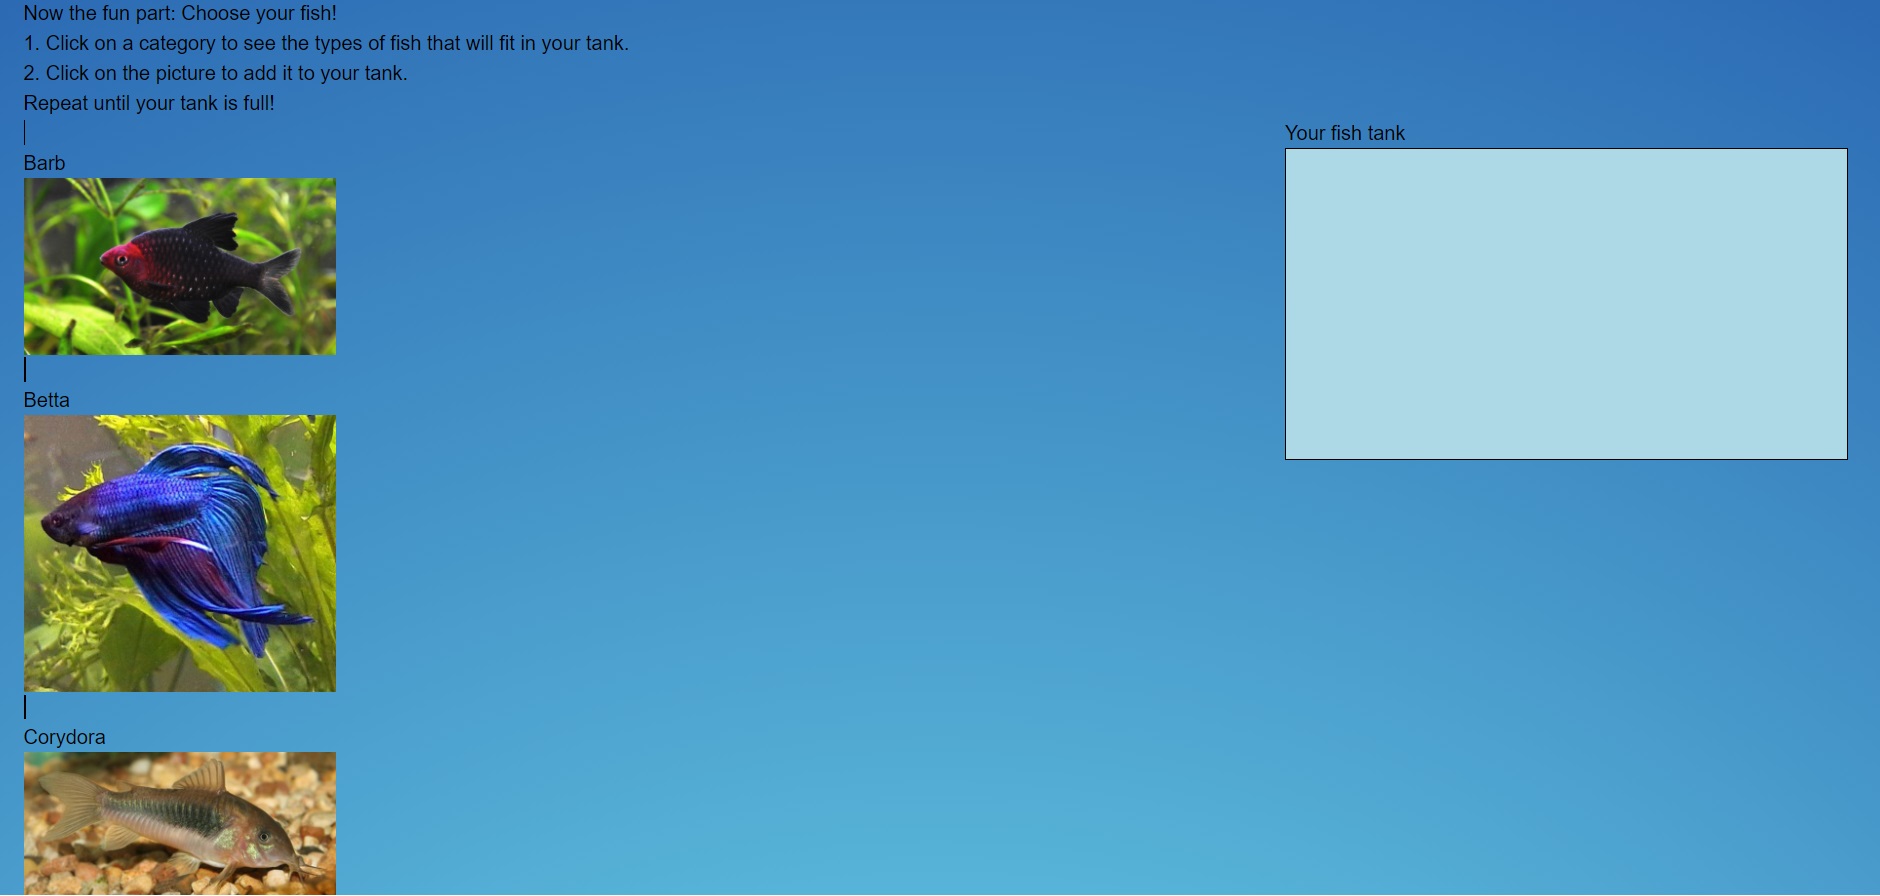 Now the fun part: Choose your fish!
1. Click on a category to see the types of fish that will fit in your tank.
2. Click on the picture to add it to your tank.
Repeat until your tank is full!
Your fish tank
Barb
Betta
Corydora